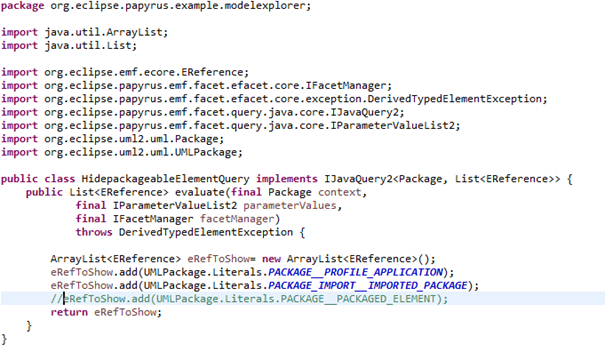 package org.eclipse.papyrus.example.modelexplorer;
import java.util.ArrayList;
import java.util.List;
import org.eclipse.emf.ecore.EReference;
import org.eclipse.papyrus.emf.facet.efacet.core.IFacetManager;
import org.eclipse.papyrus.emf.facet.efacet.core.exception.DerivedTypedElementException;
import org.eclipse.papyrus.emf.facet.query.java.core.IJavaQuery2;
import org.eclipse.papyrus.emf.facet.query.java.core.IParameterValueList2;
import org.eclipse.uml2.uml.Package;
import org.eclipse.uml2.uml.UMLPackage;
public class HidepackageableElementQuery implements IJavaQuery2<Package, List<EReference>> {
public List<EReference> evaluate(final Package context,
final IParameterValueList2 parameterValues,
final IFacetManager facetManager)
throws DerivedTypedElementException {
ArrayList<EReference> eRefToShow= new ArrayList<EReference>();
eRefToShow.add(UMLPackage.Literals.PACKAGE__PROFILE_APPLICATION);
eRefToShow.add(UMLPackage.Literals.PACKAGE_IMPORT__IMPORTED_PACKAGE);
//eRefToShow.add(UMLPackage.Literals.PACKAGE__PACKAGED_ELEMENT);
return eRefToShow;
}
}